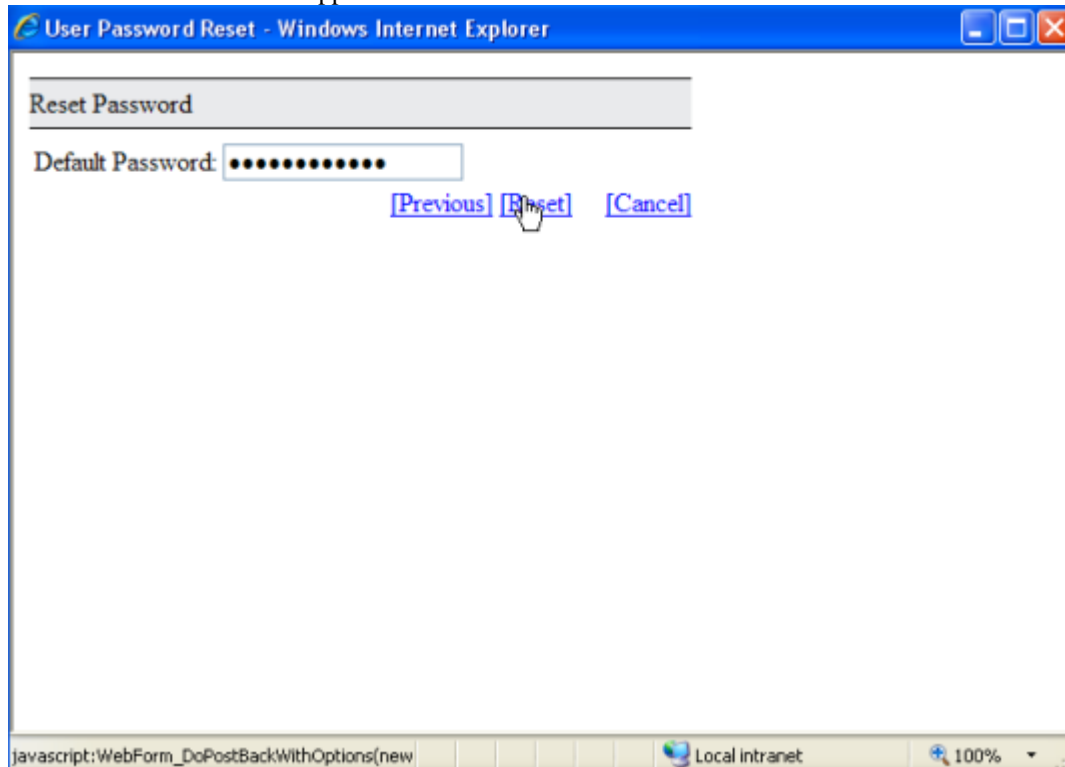 User Password Reset - Windows Internet Explorer
Reset Password
Default Password: ••••••••••••
[Previous] [Reset] [Cancel]
javascript:WebForm_DoPostBackWithOptions(new
Local intranet
100%